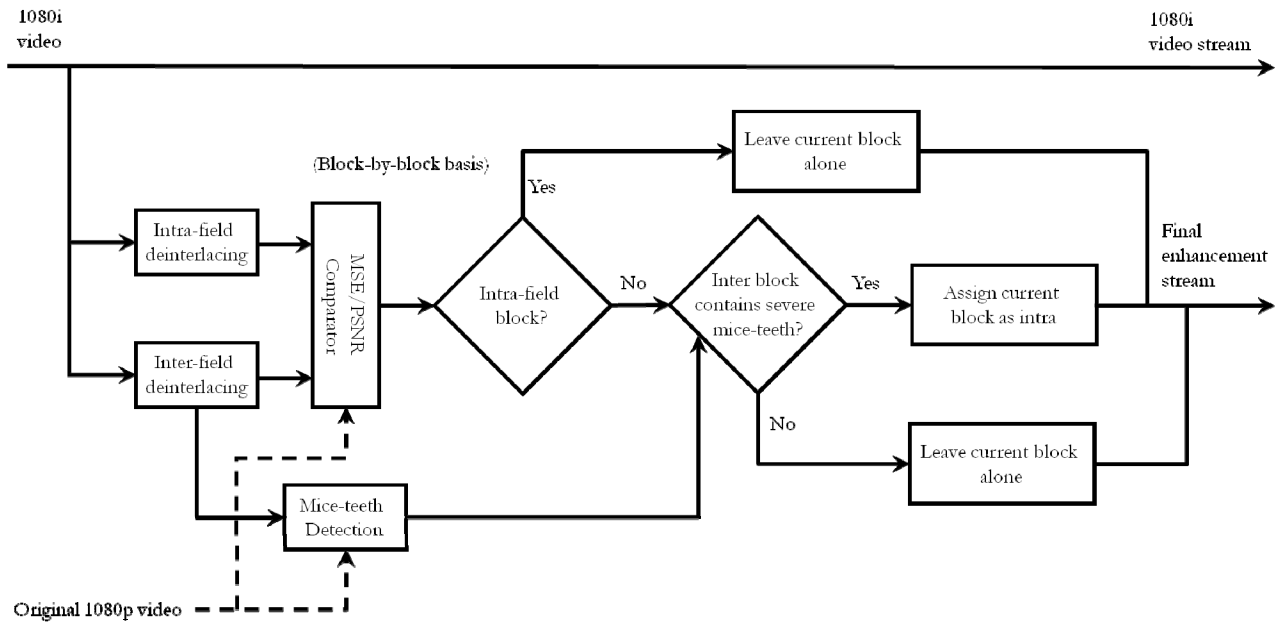 1080i
video
1080i
video stream
(Block-by-block basis)
Leave current block
alone
Yes
Intra-field
deinterlacing
MSE/PSNR
Comparator
Intra-field
block?
No
Inter block
contains severe
mice-teeth?
Yes
Assign current
block as intra
Final
enhancement
stream
Inter-field
deinterlacing
No
Leave current block
alone
Mice-teeth
Detection
Original 1080p video